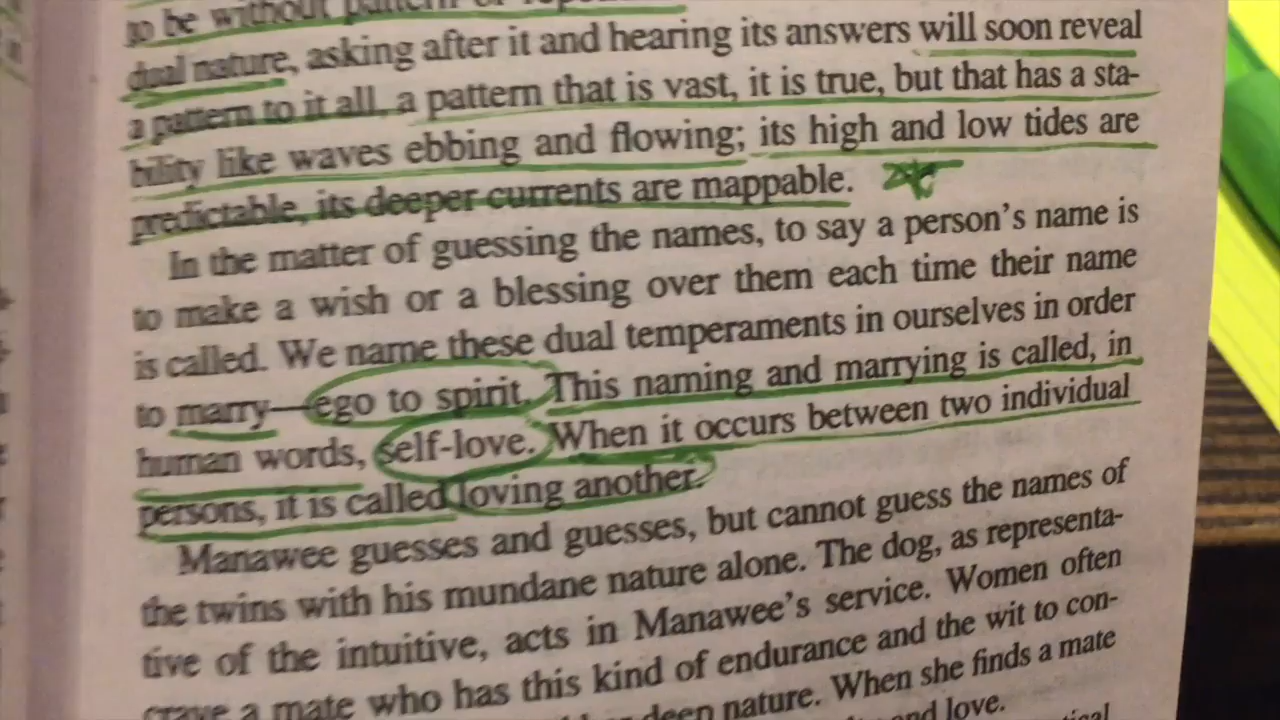 to be without pattern or
dual nature, asking after it and hearing its answers will soon reveal
a pattern to it all, a pattern that is vast, it is true, but that has a sta-
bility like waves ebbing and flowing; its high and low tides are
predictable, its deeper currents are mappable.
In the matter of guessing the names, to say a person's name is
to make a wish or a blessing over them each time their name
is called. We name these dual temperaments in ourselves in order
to marry—ego to spirit. This naming and marrying is called, in
human words, self-love. When it occurs between two individual
persons, it is called loving another.
Manawee guesses and guesses, but cannot guess the names of
the twins with his mundane nature alone. The dog, as representa-
tive of the intuitive, acts in Manawee's service. Women often
crave a mate who has this kind of endurance and the wit to con-
deep nature. When she finds a mate
and love.